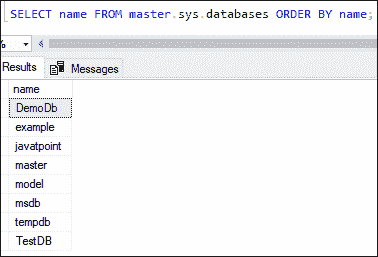 SELECT name FROM master.sys.databases ORDER BY name;
%
Results Messages
name
DemoDb
example
javatpoint
master
model
msdb
tempdb
TestDB